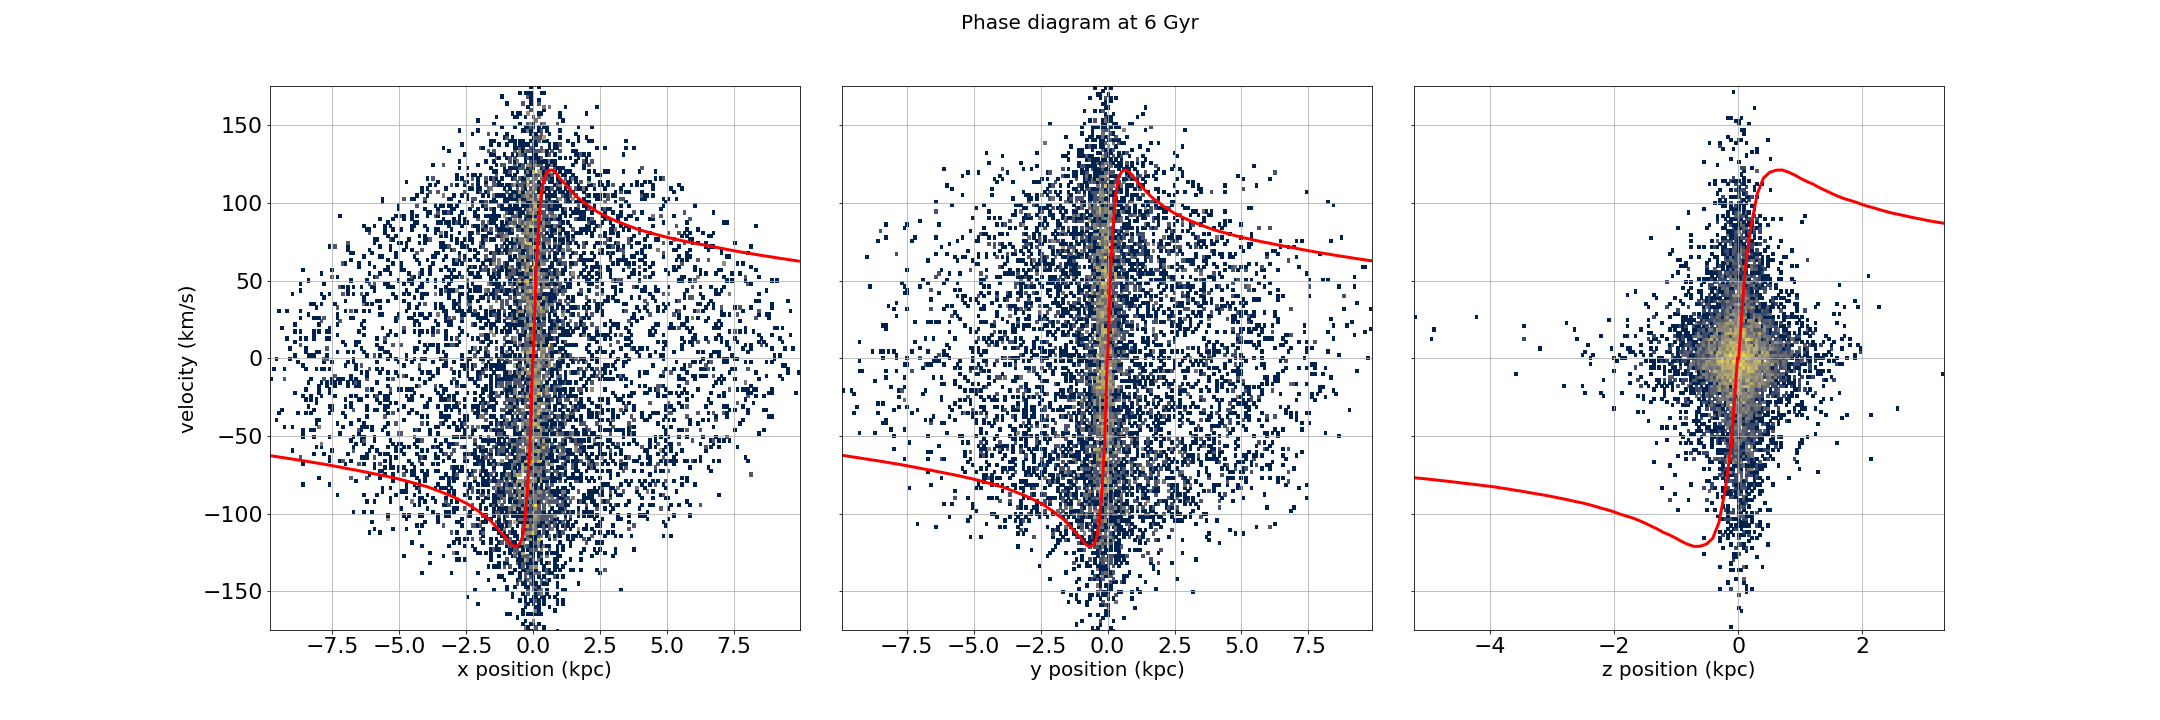 Phase diagram at 6 Gyr
velocity (km/s)
150
100
50
0
−50
−100
−150
−7.5 −5.0 −2.5 0.0 2.5 5.0 7.5
x position (kpc)
−7.5 −5.0 −2.5 0.0 2.5 5.0 7.5
y position (kpc)
−4 −2 0 2
z position (kpc)